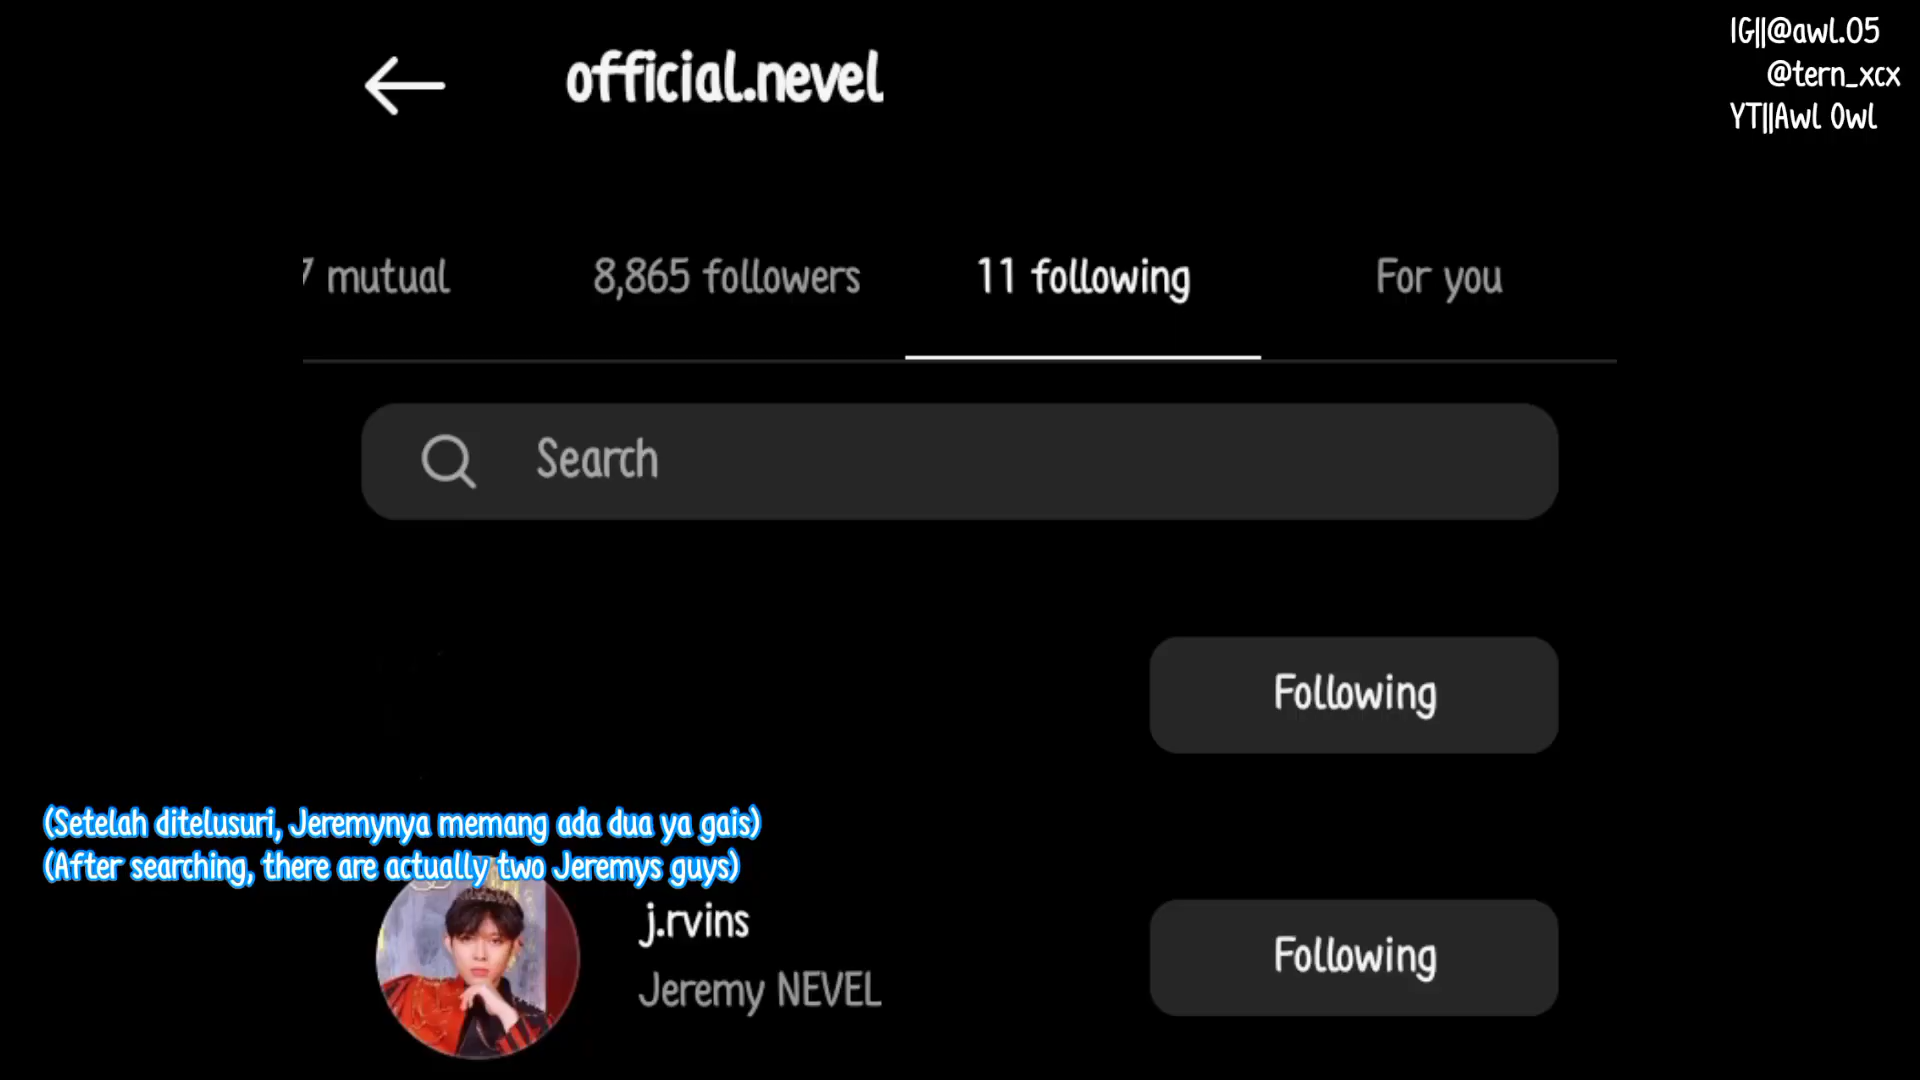 IG||@awl.05
@tern_xcx
YT||Awl Owl
official.nevel
7 mutual
8,865 followers
11 following
For you
Search
Following
(Setelah ditelusuri, Jeremynya memang ada dua ya gais)
(After searching, there are actually two Jeremys guys)
j.rvins
Jeremy NEVEL
Following